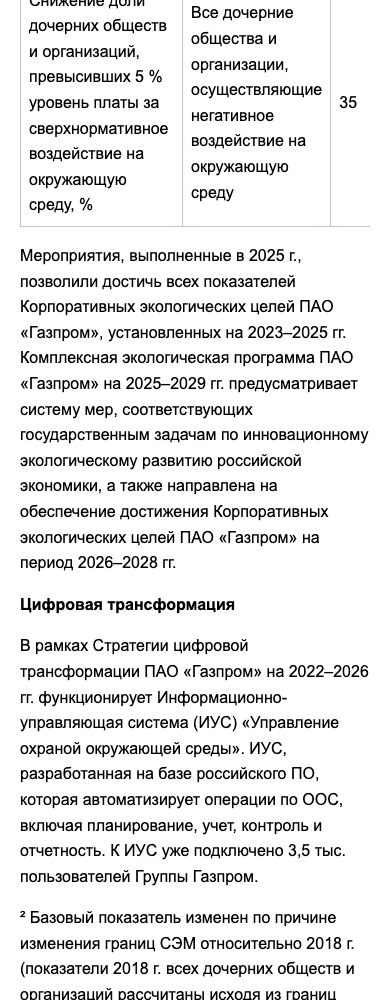 Снижение доли
дочерних обществ
и организаций,
превысивших 5 %
уровень платы за
сверхнормативное
воздействие на
окружающую
среду, %
Все дочерние
общества и
организации,
осуществляющие
негативное
воздействие на
окружающую
среду
35
Мероприятия, выполненные в 2025 г.,
позволили достичь всех показателей
Корпоративных экологических целей ПАО
«Газпром», установленных на 2023–2025 гг.
Комплексная экологическая программа ПАО
«Газпром» на 2025–2029 гг. предусматривает
систему мер, соответствующих
государственным задачам по инновационному
экологическому развитию российской
экономики, а также направлена на
обеспечение достижения Корпоративных
экологических целей ПАО «Газпром» на
период 2026–2028 гг.
Цифровая трансформация
В рамках Стратегии цифровой
трансформации ПАО «Газпром» на 2022–2026
гг. функционирует Информационно-
управляющая система (ИУС) «Управление
охраной окружающей среды». ИУС,
разработанная на базе российского ПО,
которая автоматизирует операции по ООС,
включая планирование, учет, контроль и
отчетность. К ИУС уже подключено 3,5 тыс.
пользователей Группы Газпром.
² Базовый показатель изменен по причине
изменения границ СЭМ относительно 2018 г.
(показатели 2018 г. всех дочерних обществ и
организаций рассчитаны исходя из границ